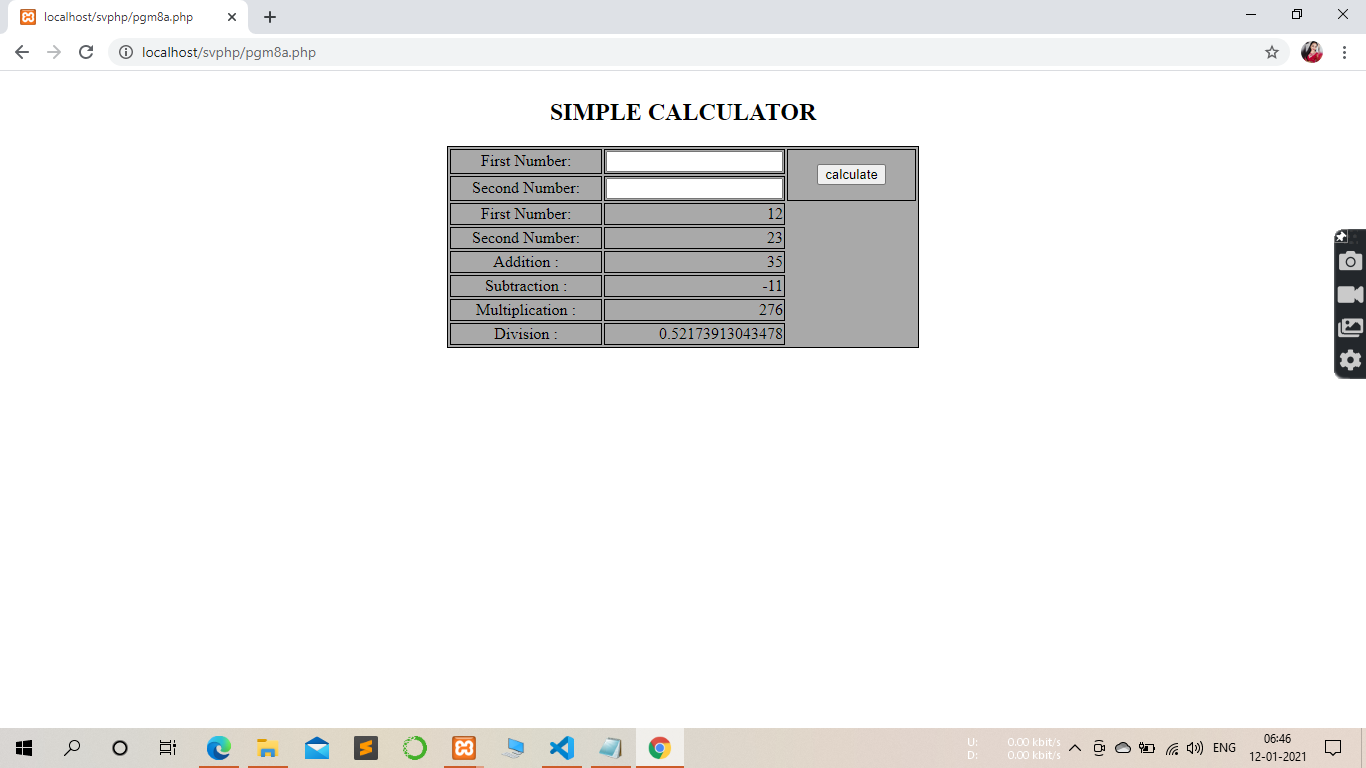 localhost/svphp/pgm8a.php
localhost/svphp/pgm8a.php
SIMPLE CALCULATOR
First Number:
calculate
Second Number:
First Number: 12
Second Number: 23
Addition : 35
Subtraction : -11
Multiplication : 276
Division : 0.52173913043478
U: 0.00 kbit/s
D: 0.00 kbit/s
ENG
06:46
12-01-2021